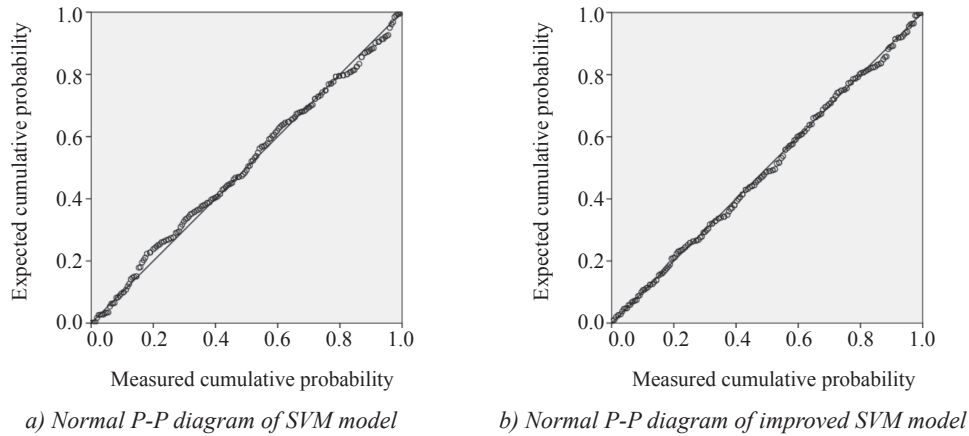 1.0
0.8
0.6
0.4
0.2
0.0
Expected cumulative probability
0.0 0.2 0.4 0.6 0.8 1.0
Measured cumulative probability
a) Normal P-P diagram of SVM model
1.0
0.8
0.6
0.4
0.2
0.0
Expected cumulative probability
0.0 0.2 0.4 0.6 0.8 1.0
Measured cumulative probability
b) Normal P-P diagram of improved SVM model